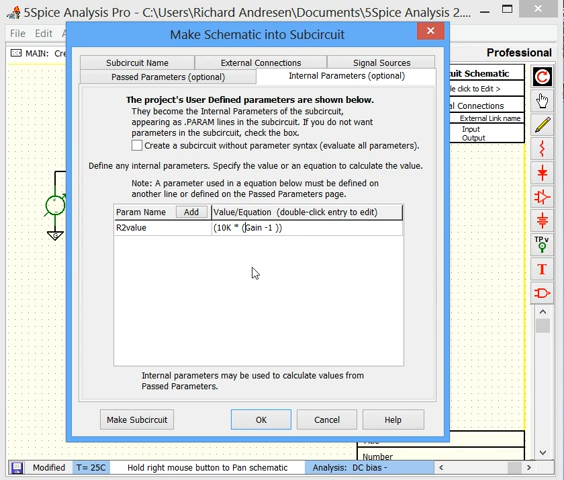 5Spice Analysis Pro - C:\Users\Richard Andresen\Documents\5Spice Analysis 2....
File
MAIN: Cre
Professional
Make Schematic into Subcircuit
Subcircuit Name
External Connections
Signal Sources
Passed Parameters (optional)
Internal Parameters (optional)
The project's User Defined parameters are shown below.
They become the Internal Parameters of the subcircuit,
appearing as .PARAM lines in the subcircuit. If you do not want
parameters in the subcircuit, check the box.
Create a subcircuit without parameter syntax (evaluate all parameters).
Define any internal parameters. Specify the value or an equation to calculate the value.
Note: A parameter used in a equation below must be defined on
another line or defined on the Passed Parameters page.
Param Name
Add
Value/Equation (double-click entry to edit)
R2value
(10K * (Gain -1 ))
Internal parameters may be used to calculate values from
Passed Parameters.
Make Subcircuit
OK
Cancel
Help
uit Schematic
le click to Edit >
al Connections
External Link name
Input
Output
TP v
T
Number
Modified
T= 25C
Hold right mouse button to Pan schematic
Analysis: DC bias -